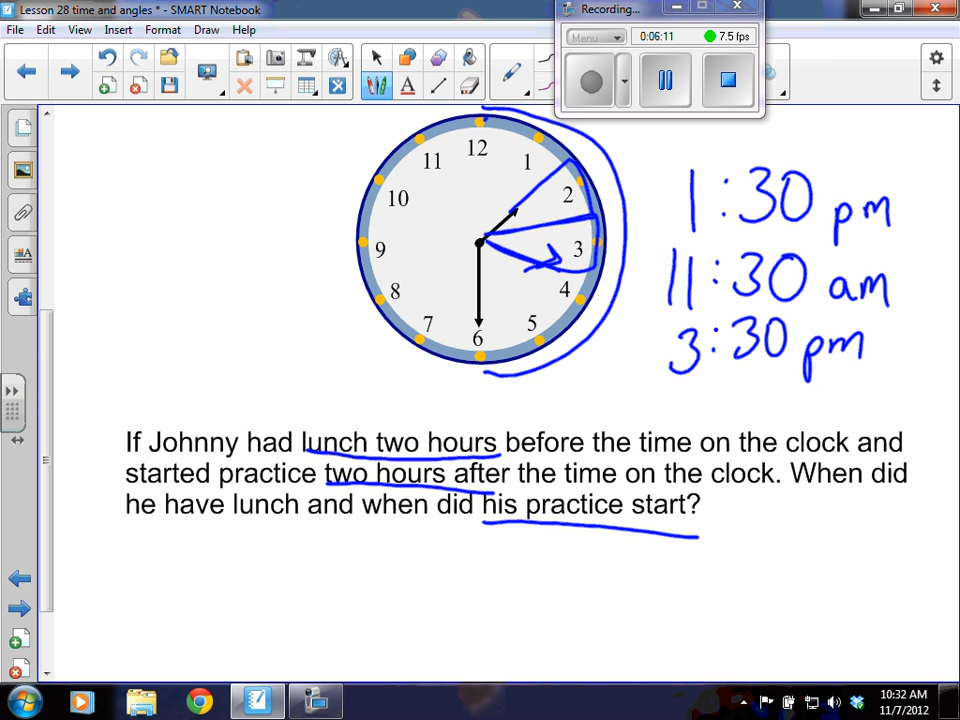 Lesson 28 time and angles * - SMART Notebook
Recording...
File Edit View Insert Format Draw Help
Menu 0:06:11 7.5 fps
12
11 1
10 2
9 3
8 4
7 5
6
1:30 pm
11:30 am
3:30 pm
If Johnny had lunch two hours before the time on the clock and
started practice two hours after the time on the clock. When did
he have lunch and when did his practice start?
10:32 AM
11/7/2012